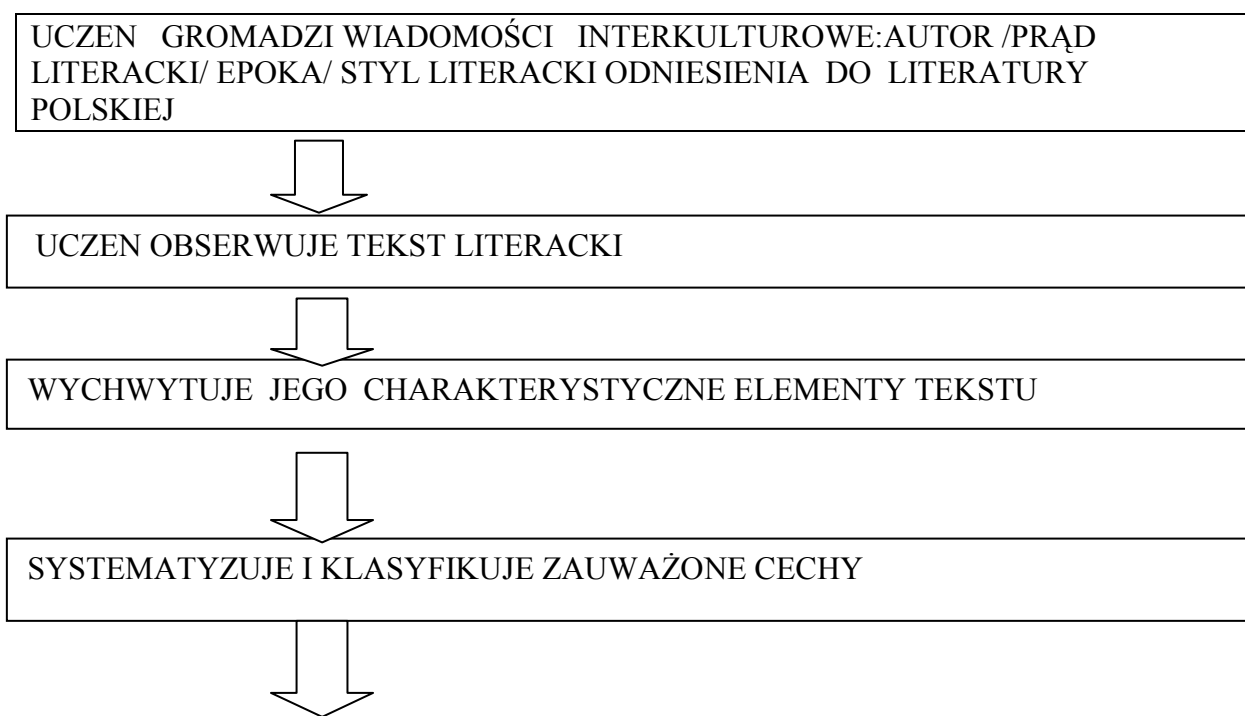 UCZEN GROMADZI WIADOMOŚCI INTERKULTUROWE:AUTOR /PRĄD
LITERACKI/ EPOKA/ STYL LITERACKI ODNIESIENIA DO LITERATURY
POLSKIEJ
UCZEN OBSERWUJE TEKST LITERACKI
WYCHWYTUJE JEGO CHARAKTERYSTYCZNE ELEMENTY TEKSTU
SYSTEMATYZUJE I KLASYFIKUJE ZAUWAŻONE CECHY